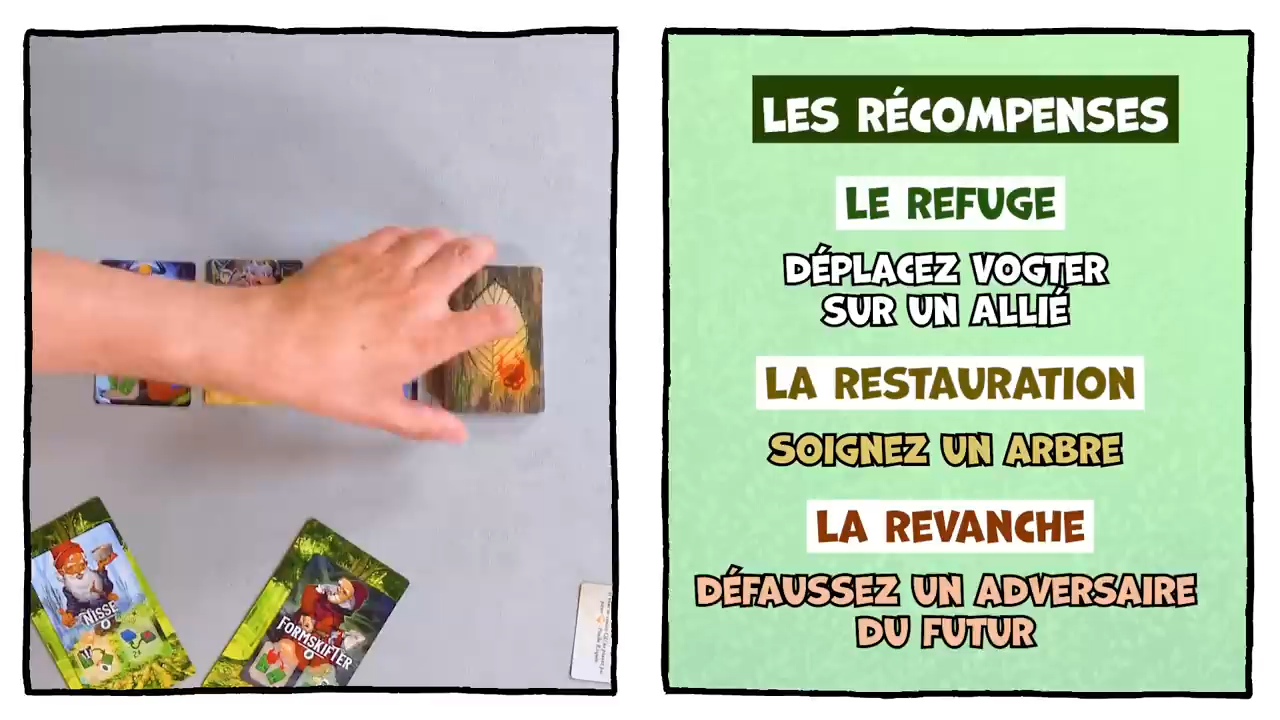 LES RÉCOMPENSES
LE REFUGE
DÉPLACEZ VOGTER
SUR UN ALLIÉ
LA RESTAURATION
SOIGNEZ UN ARBRE
LA REVANCHE
DÉFAUSSEZ UN ADVERSAIRE
DU FUTUR
NISSE
FORMSKIFTER